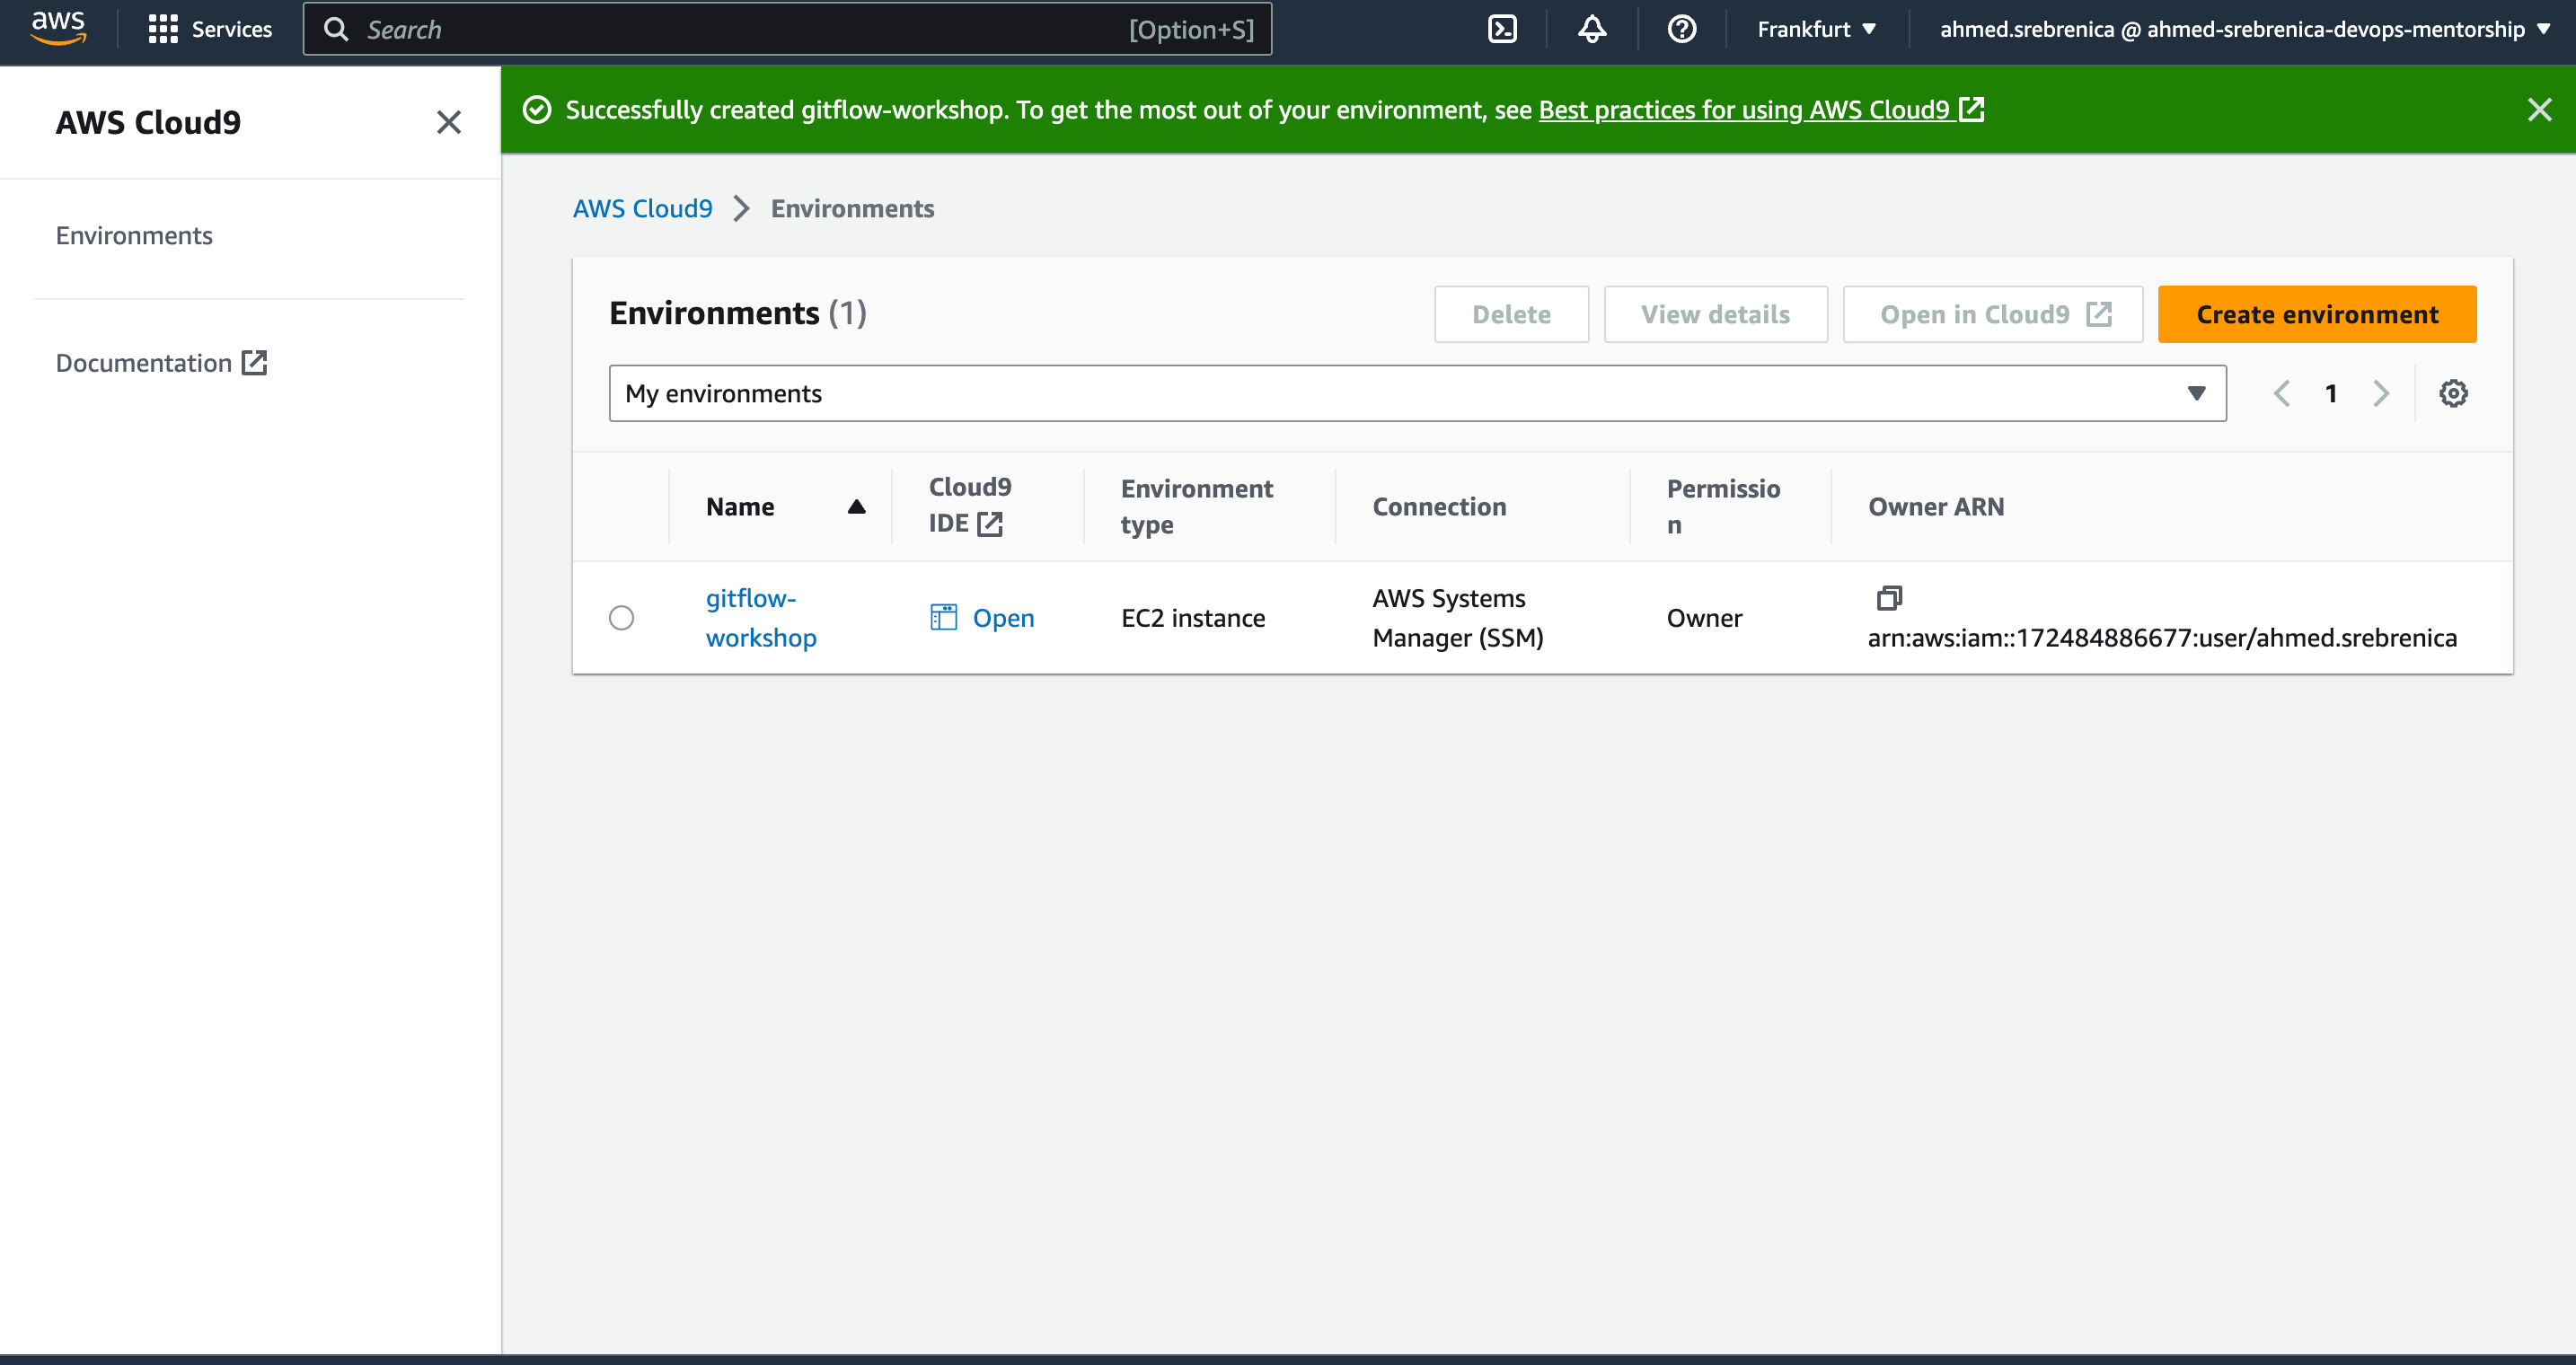 aws
Services
Search [Option+S]
Frankfurt ▼
ahmed.srebrenica @ ahmed-srebrenica-devops-mentorship ▼
AWS Cloud9
Environments
Documentation
Successfully created gitflow-workshop. To get the most out of your environment, see Best practices for using AWS Cloud9
AWS Cloud9 > Environments
Environments (1)
Delete
View details
Open in Cloud9
Create environment
My environments
1
Name
Cloud9
IDE
Environment
type
Connection
Permissio
n
Owner ARN
gitflow-
workshop
Open
EC2 instance
AWS Systems
Manager (SSM)
Owner
arn:aws:iam::172484886677:user/ahmed.srebrenica